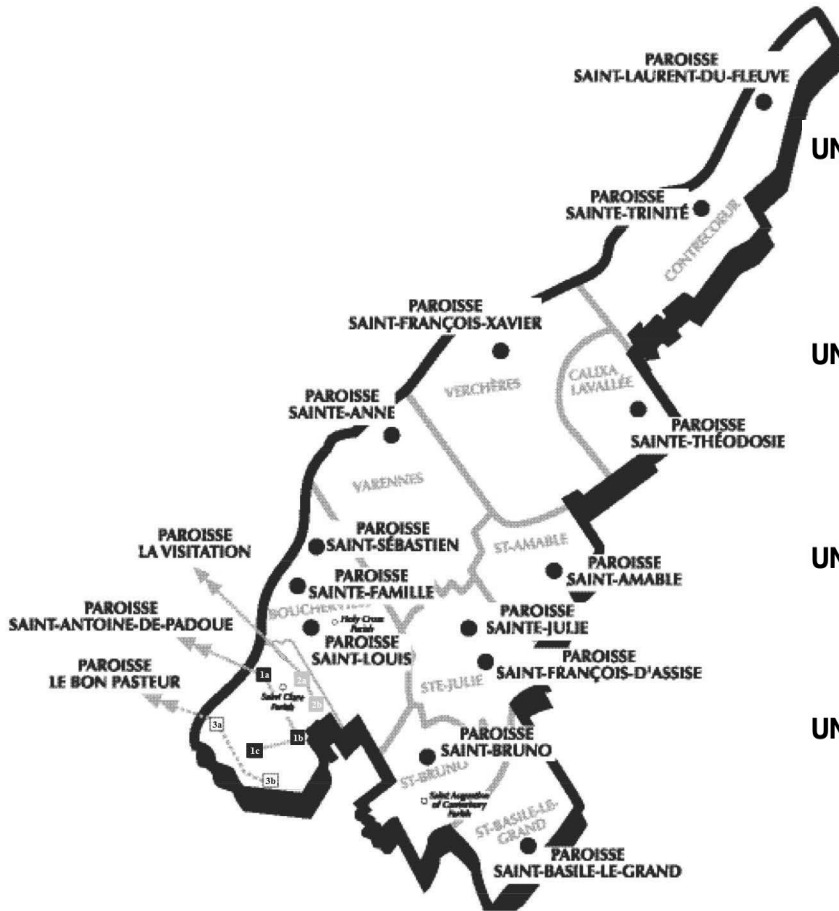 PAROISSE
SAINT-LAURENT-DU-FLEUVE
UN
PAROISSE
SAINTE-TRINITÉ
CONTRECOEUR
PAROISSE
SAINT-FRANÇOIS-XAVIER
UN
CALIXA
LAVALLÉE
VERCHÈRES
PAROISSE
SAINTE-ANNE
PAROISSE
SAINTE-THÉODOSIE
VARENNES
PAROISSE
LA VISITATION
PAROISSE
SAINT-SÉBASTIEN
ST-AMABLE
UN
PAROISSE
SAINT-AMABLE
PAROISSE
SAINTE-FAMILLE
PAROISSE
SAINT-ANTOINE-DE-PADOUE
Holy Cross
Parish
PAROISSE
SAINTE-JULIE
PAROISSE
SAINT-LOUIS
PAROISSE
SAINT-FRANÇOIS-D'ASSISE
PAROISSE
LE BON PASTEUR
1a
2a
STE-JULIE
Saint Clare
Parish
2b
3a
1b
UN
1c
PAROISSE
SAINT-BRUNO
3b
ST-BRUNO
Saint Augustine
of Canterbury
Parish
ST-BASILE-LE-
GRAND
PAROISSE
SAINT-BASILE-LE-GRAND